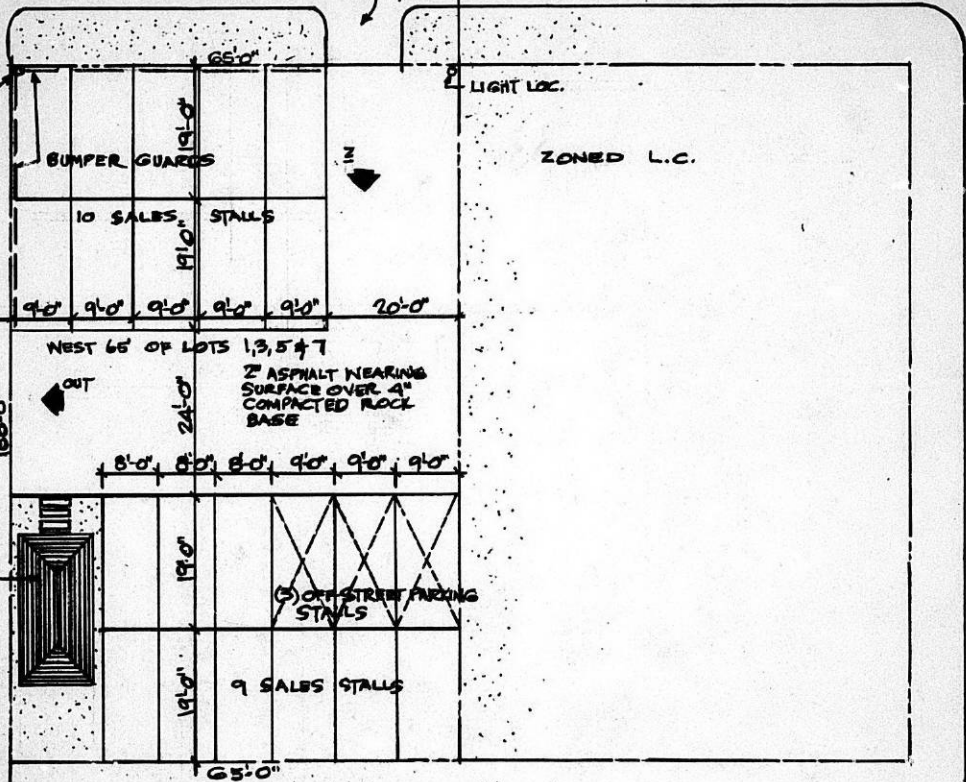 65'-0"
LIGHT LOC.
19'-0"
BUMPER GUARDS
IN
ZONED L.C.
10 SALES STALLS
19'-0"
9'-0" 9'-0" 9'-0" 9'-0" 9'-0" 20'-0"
WEST 65' OF LOTS 1,3,5 & 7
2" ASPHALT WEARING
SURFACE OVER 4"
COMPACTED ROCK
BASE
OUT
24'-0"
8'-0" 8'-0" 8'-0" 9'-0" 9'-0" 9'-0"
19'-0"
(3) OFF-STREET PARKING
STALLS
19'-0"
9 SALES STALLS
65'-0"